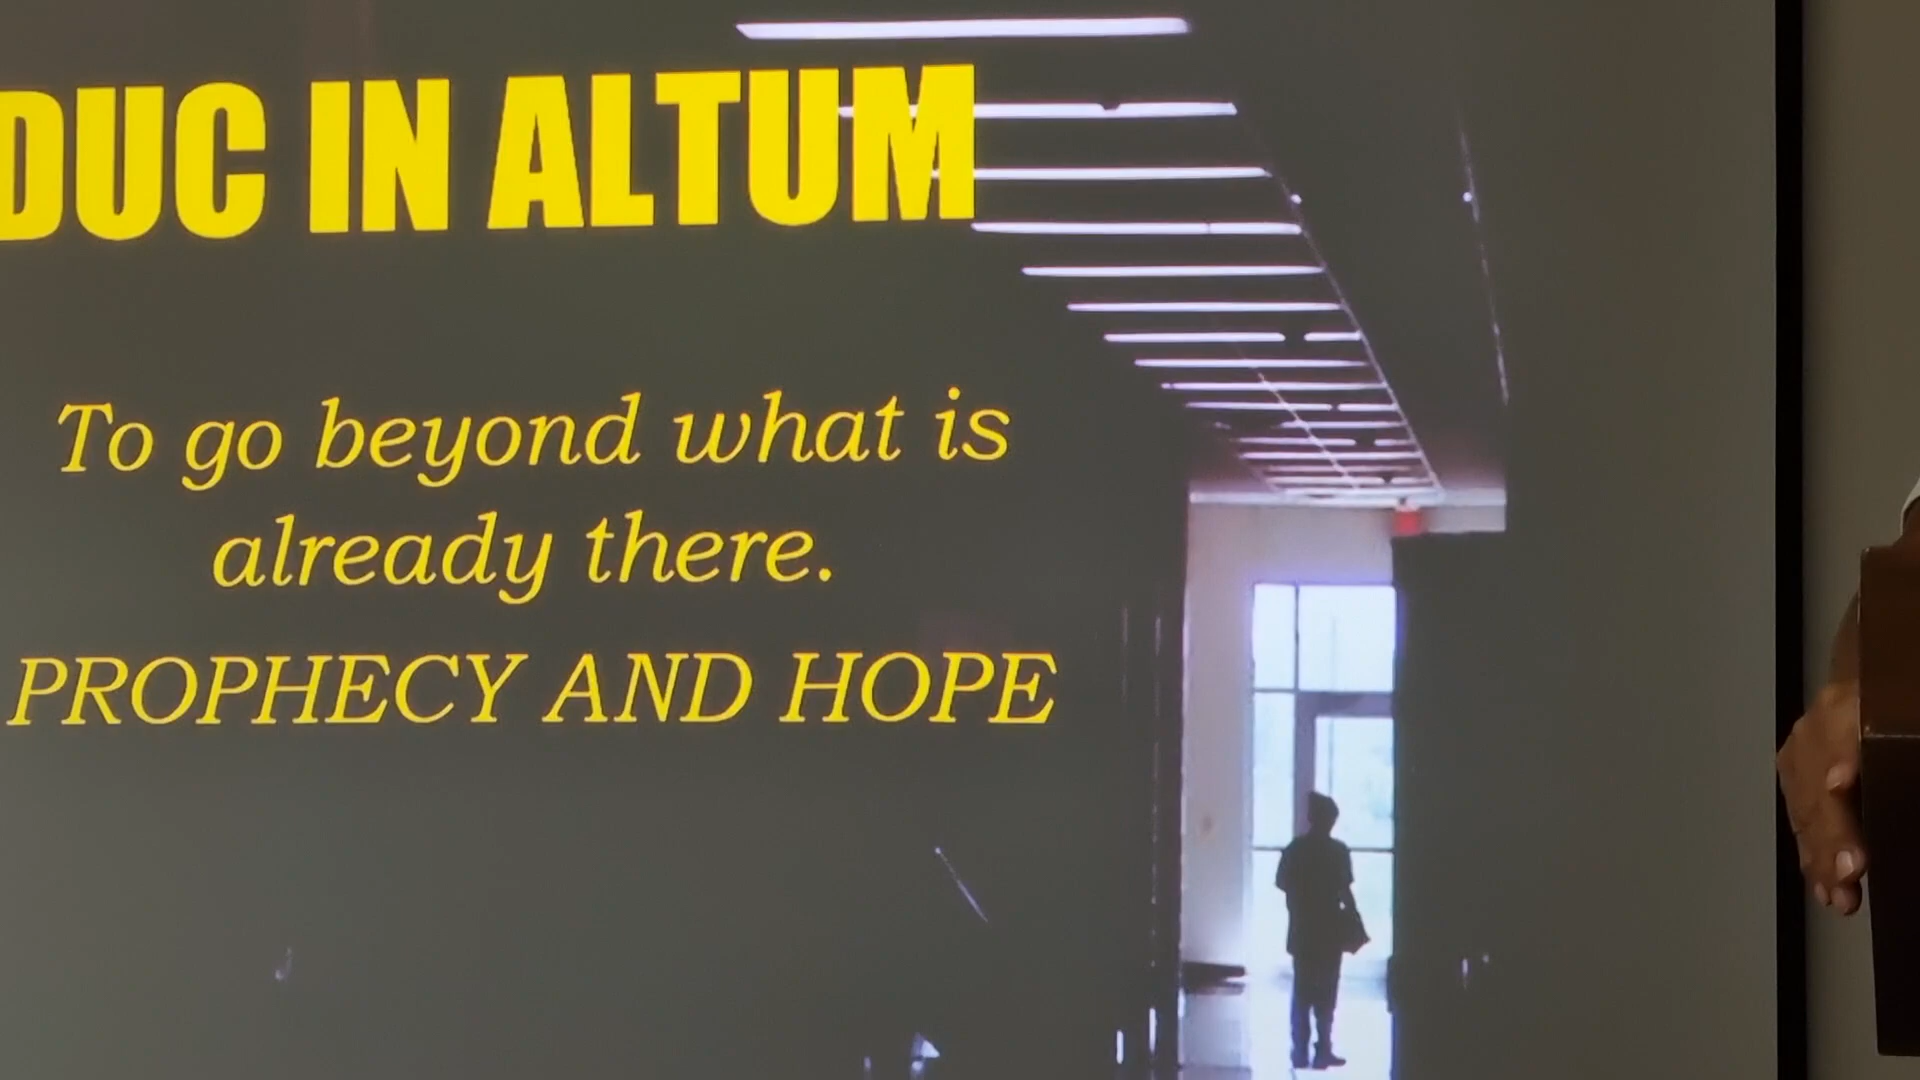 DUC IN ALTUM
To go beyond what is
already there.
PROPHECY AND HOPE